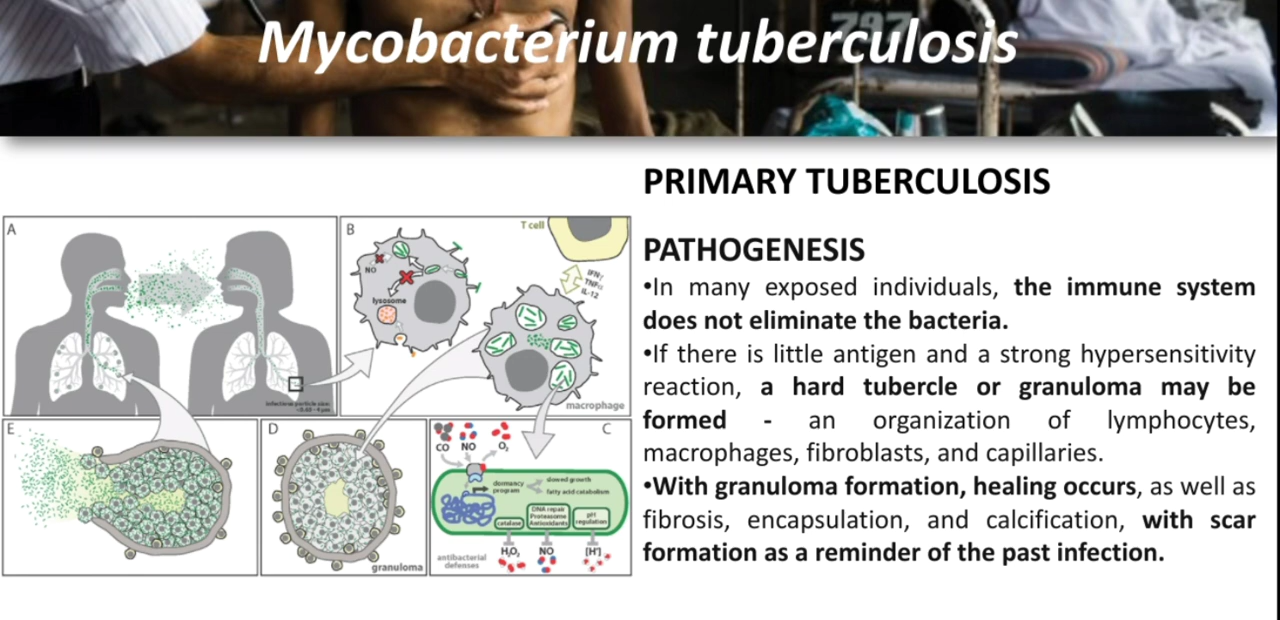 797
Mycobacterium tuberculosis
PRIMARY TUBERCULOSIS
PATHOGENESIS
•In many exposed individuals, the immune system
does not eliminate the bacteria.
•If there is little antigen and a strong hypersensitivity
reaction, a hard tubercle or granuloma may be
formed - an organization of lymphocytes,
macrophages, fibroblasts, and capillaries.
•With granuloma formation, healing occurs, as well as
fibrosis, encapsulation, and calcification, with scar
formation as a reminder of the past infection.
A
infectional particle size:
B
T cell
NO
lysosome
IFNγ
TNFα
IL-12
macrophage
E
D
granuloma
C
CO
NO
O₂
dormancy
program
slowed growth
fatty acid catabolism
catalase
DNA repair
Proteasome
Antioxidants
pH
regulation
antibacterial
defenses
H₂O₂
NO
[H⁺]